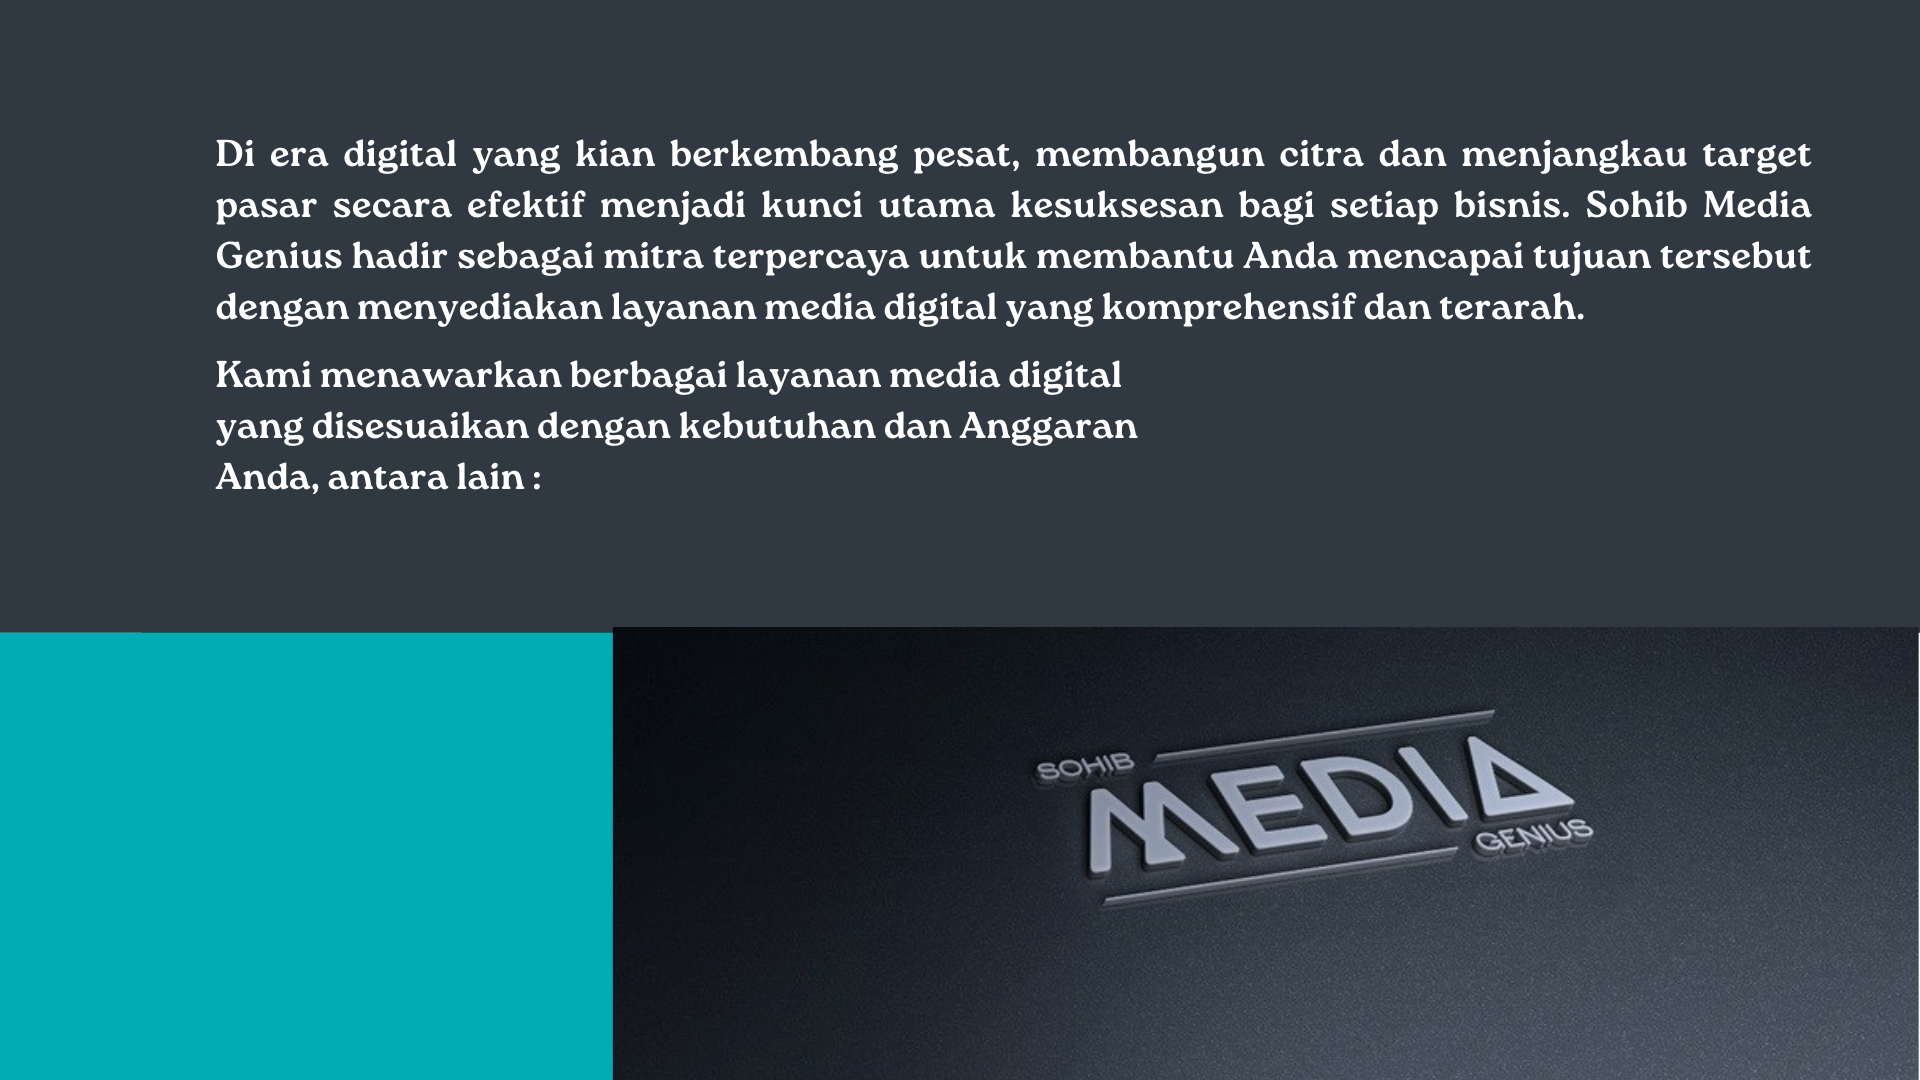 Di era digital yang kian berkembang pesat, membangun citra dan menjangkau target
pasar secara efektif menjadi kunci utama kesuksesan bagi setiap bisnis. Sohib Media
Genius hadir sebagai mitra terpercaya untuk membantu Anda mencapai tujuan tersebut
dengan menyediakan layanan media digital yang komprehensif dan terarah.
Kami menawarkan berbagai layanan media digital
yang disesuaikan dengan kebutuhan dan Anggaran
Anda, antara lain :
SOHIB
MEDIA
GENIUS